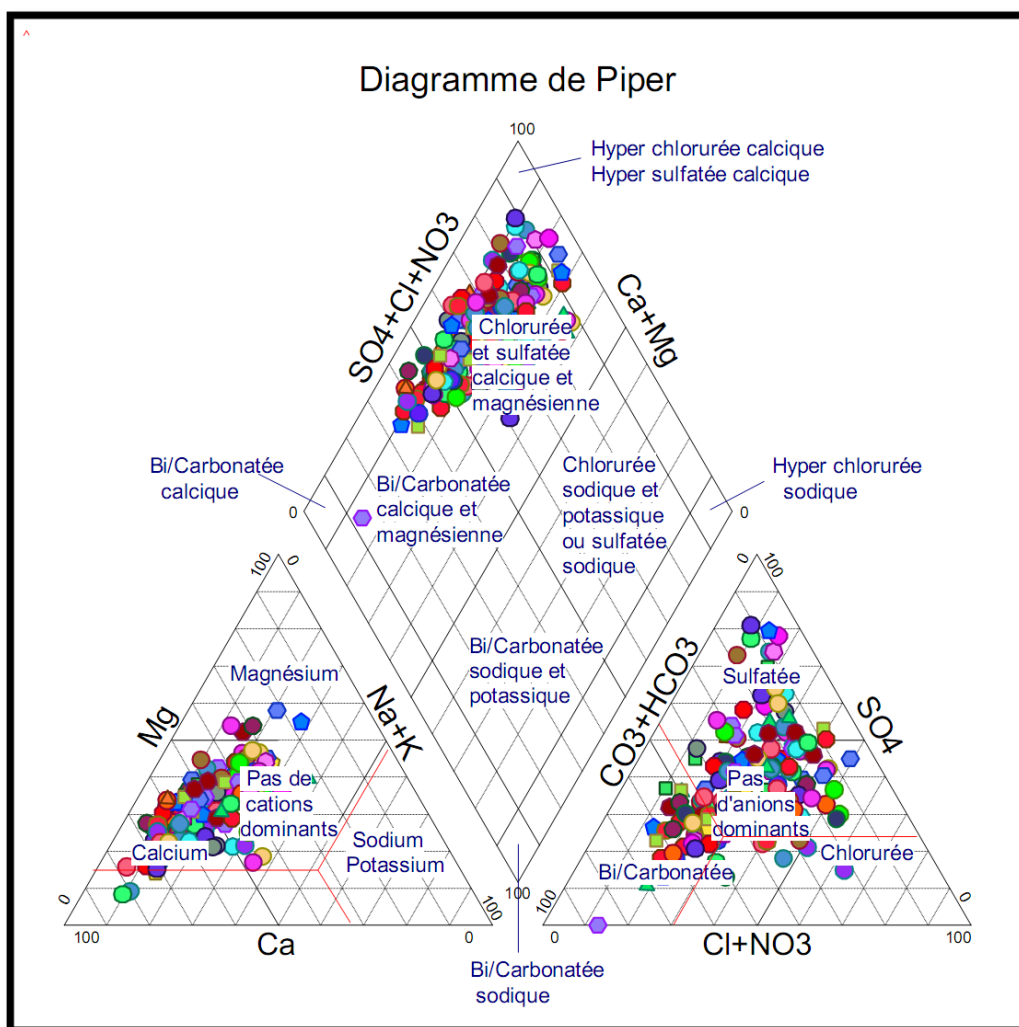 ^
Diagramme de Piper
100
Hyper chlorurée calcique
Hyper sulfatée calcique
SO4+Cl+NO3
Ca+Mg
Chlorurée
et sulfatée
calcique et
magnésienne
Bi/Carbonatée
calcique
Bi/Carbonatée
calcique et
magnésienne
Chlorurée
sodique et
potassique
ou sulfatée
sodique
Hyper chlorurée
sodique
0
0
100
0
0
100
Magnésium
Mg
Na+K
Bi/Carbonatée
sodique et
potassique
Sulfatée
CO3+HCO3
SO4
Pas de
cations
dominants
Pas
d'anions
dominants
Calcium
Sodium
Potassium
Bi/Carbonatée
Chlorurée
0
100
100
100
0
100
Ca
0
0
Cl+NO3
100
Bi/Carbonatée
sodique